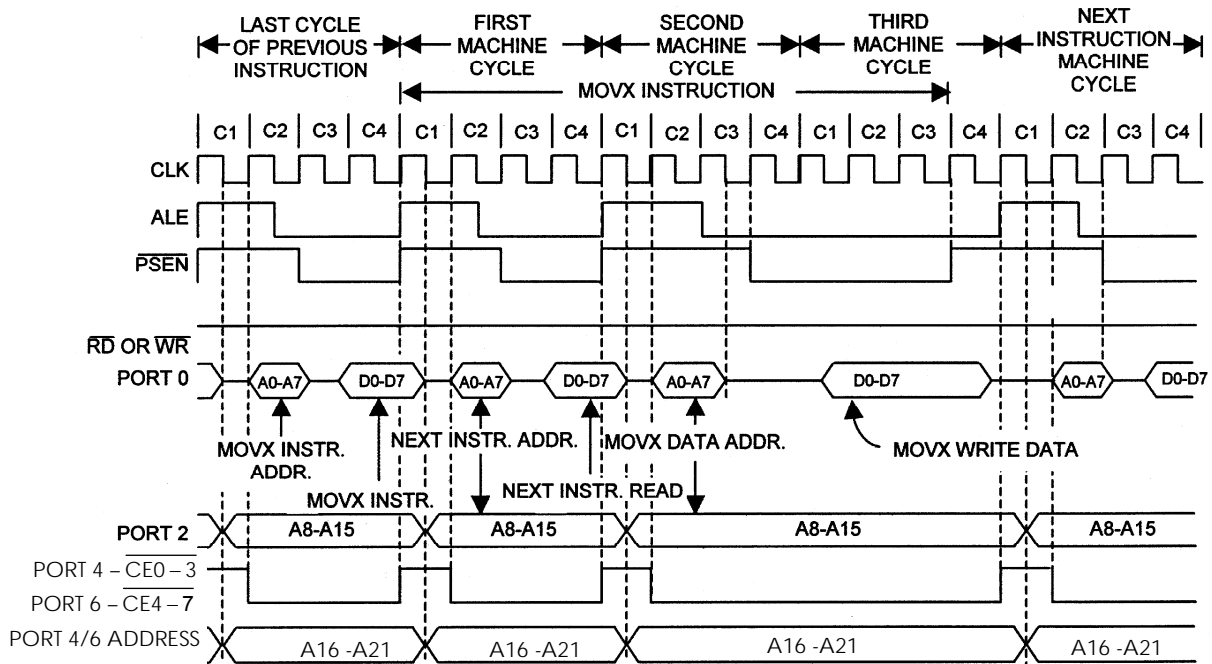 LAST CYCLE OF PREVIOUS INSTRUCTION
FIRST MACHINE CYCLE
SECOND MACHINE CYCLE
THIRD MACHINE CYCLE
NEXT INSTRUCTION MACHINE CYCLE
MOVX INSTRUCTION
C1 C2 C3 C4 C1 C2 C3 C4 C1 C2 C3 C4 C1 C2 C3 C4 C1 C2 C3 C4
CLK
ALE
PSEN
RD OR WR
PORT 0 A0-A7 D0-D7 A0-A7 D0-D7 A0-A7 D0-D7 A0-A7 D0-D7
MOVX INSTR. ADDR.
MOVX INSTR.
NEXT INSTR. ADDR.
NEXT INSTR. READ
MOVX DATA ADDR.
MOVX WRITE DATA
PORT 2 A8-A15 A8-A15 A8-A15 A8-A15
PORT 4 – CE0 – 3
PORT 6 – CE4 – 7
PORT 4/6 ADDRESS A16 -A21 A16 -A21 A16 -A21 A16 -A21